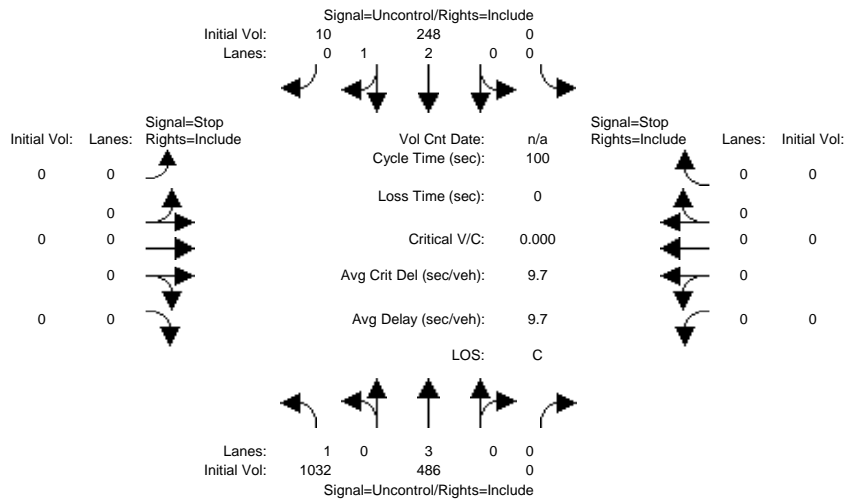 Signal=Uncontrol/Rights=Include
Initial Vol: 10 248 0
Lanes: 0 1 2 0 0
Signal=Stop Signal=Stop
Initial Vol: Lanes: Rights=Include Vol Cnt Date: n/a Rights=Include Lanes: Initial Vol:
Cycle Time (sec): 100
0 0 0 0
Loss Time (sec): 0
0 0
0 0 Critical V/C: 0.000 0 0
0 Avg Crit Del (sec/veh): 9.7 0
0 0 Avg Delay (sec/veh): 9.7 0 0
LOS: C
Lanes: 1 0 3 0 0
Initial Vol: 1032 486 0
Signal=Uncontrol/Rights=Include